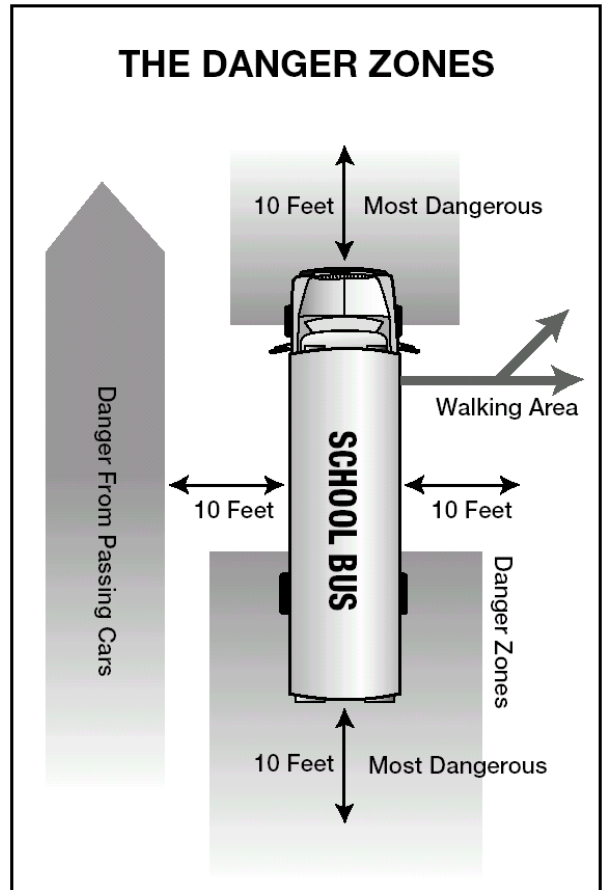 THE DANGER ZONES
10 Feet
Most Dangerous
Walking Area
Danger From Passing Cars
SCHOOL BUS
10 Feet
10 Feet
Danger Zones
10 Feet
Most Dangerous